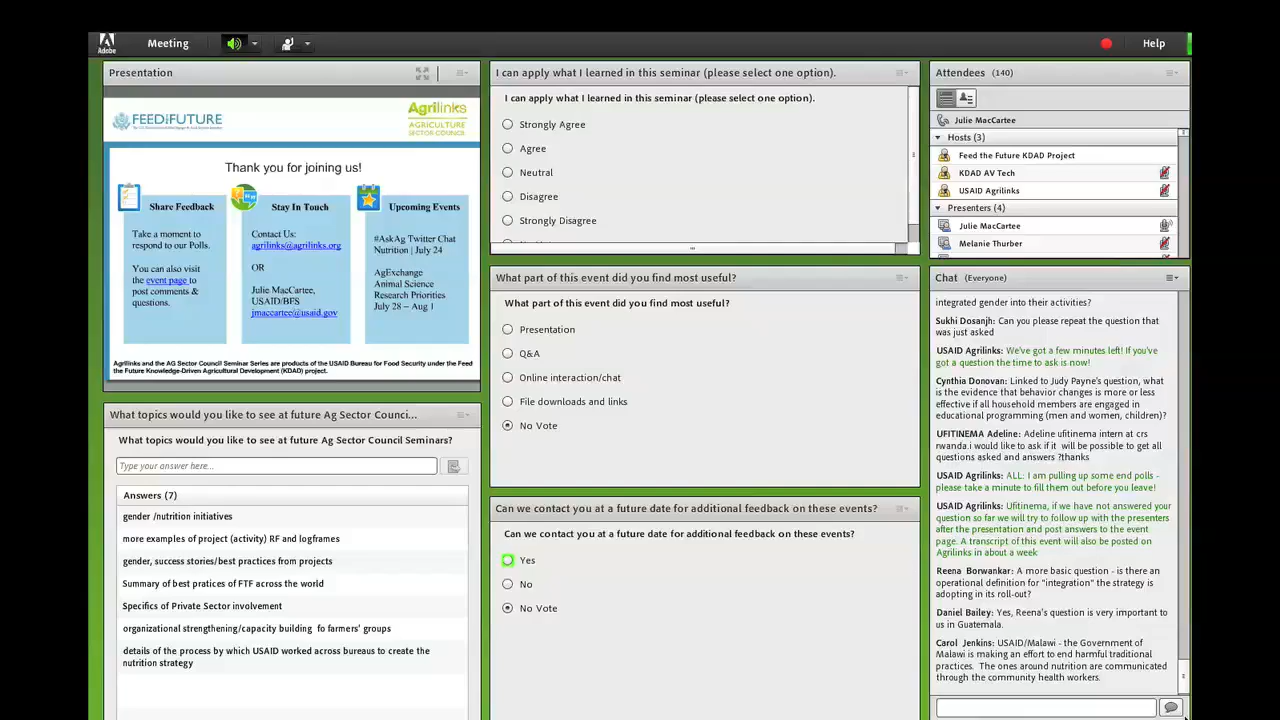 Adobe
Meeting
Help
Presentation
FEED THE FUTURE
Agrilinks
AGRICULTURE
SECTOR COUNCIL
Thank you for joining us!
Share Feedback
Take a moment to
respond to our Polls.
You can also visit
the event page to
post comments &
questions.
Stay In Touch
Contact Us:
agrilinks@agrilinks.org
OR
Julie MacCartee,
USAID/BFS
jmaccartee@usaid.gov
Upcoming Events
#AskAg Twitter Chat
Nutrition | July 24
AgExchange
Animal Science
Research Priorities
July 28 – Aug 1
Agrilinks and the AG Sector Council Seminar Series are products of the USAID Bureau for Food Security under the Feed
the Future Knowledge-Driven Agricultural Development (KDAD) project.
What topics would you like to see at future Ag Sector Counci...
What topics would you like to see at future Ag Sector Council Seminars?
Type your answer here...
Answers (7)
gender /nutrition initiatives
more examples of project (activity) RF and logframes
gender, success stories/best practices from projects
Summary of best pratices of FTF across the world
Specifics of Private Sector involvement
organizational strengthening/capacity building fo farmers' groups
details of the process by which USAID worked across bureaus to create the
nutrition strategy
I can apply what I learned in this seminar (please select one option).
I can apply what I learned in this seminar (please select one option).
Strongly Agree
Agree
Neutral
Disagree
Strongly Disagree
What part of this event did you find most useful?
What part of this event did you find most useful?
Presentation
Q&A
Online interaction/chat
File downloads and links
No Vote
Can we contact you at a future date for additional feedback on these events?
Can we contact you at a future date for additional feedback on these events?
Yes
No
No Vote
Attendees (140)
Julie MacCartee
Hosts (3)
Feed the Future KDAD Project
KDAD AV Tech
USAID Agrilinks
Presenters (4)
Julie MacCartee
Melanie Thurber
Chat (Everyone)
integrated gender into their activities?
Sukhi Dosanjh: Can you please repeat the question that
was just asked
USAID Agrilinks: We've got a few minutes left! If you've
got a question the time to ask is now!
Cynthia Donovan: Linked to Judy Payne's question, what
is the evidence that behavior changes is more or less
effective if all household members are engaged in
educational programming (men and women, children)?
UFITINEMA Adeline: Adeline ufitinema intern at crs
rwanda.i would like to ask if it will be possible to get all
questions asked and answers ?thanks
USAID Agrilinks: ALL: I am pulling up some end polls -
please take a minute to fill them out before you leave!
USAID Agrilinks: Ufitinema, if we have not answered your
question so far we will try to follow up with the presenters
after the presentation and post answers to the event
page. A transcript of this event will also be posted on
Agrilinks in about a week
Reena Borwankar: A more basic question - is there an
operational definition for "integration" the strategy is
adopting in its roll-out?
Daniel Bailey: Yes, Reena's question is very important to
us in Guatemala.
Carol Jenkins: USAID/Malawi - the Government of
Malawi is making an effort to end harmful traditional
practices. The ones around nutrition are communicated
through the community health workers.